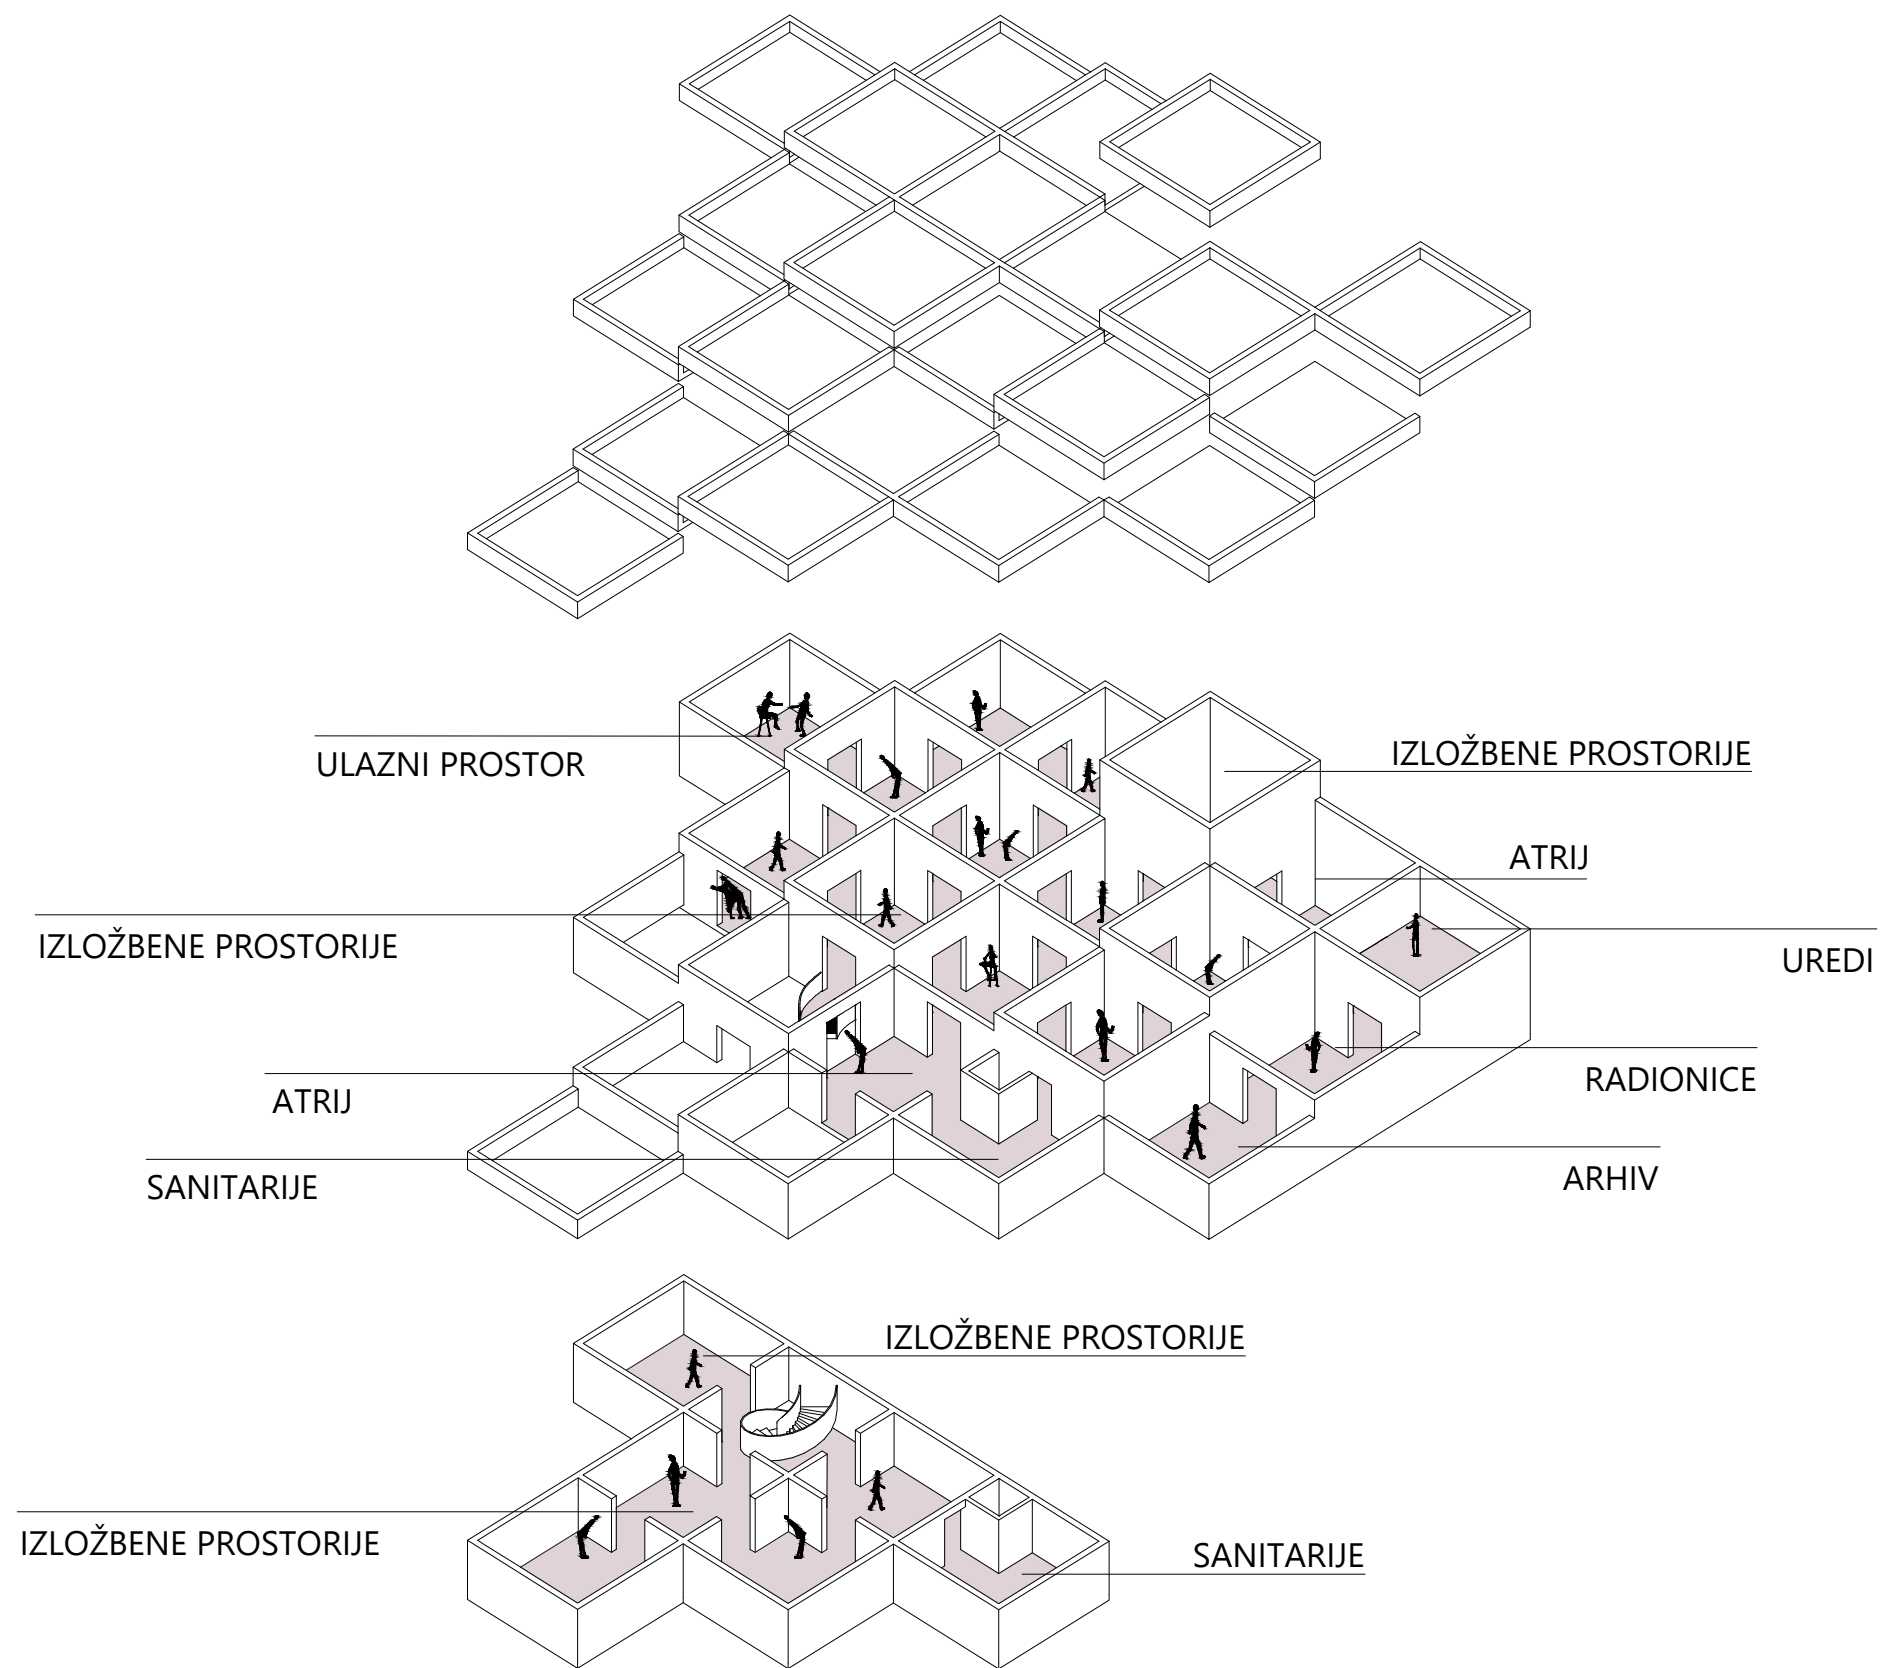 IZLOŽBENE PROSTORIJE
ULAZNI PROSTOR
ATRIJ
IZLOŽBENE PROSTORIJE
UREDI
RADIONICE
ATRIJ
ARHIV
SANITARIJE
IZLOŽBENE PROSTORIJE
IZLOŽBENE PROSTORIJE
SANITARIJE